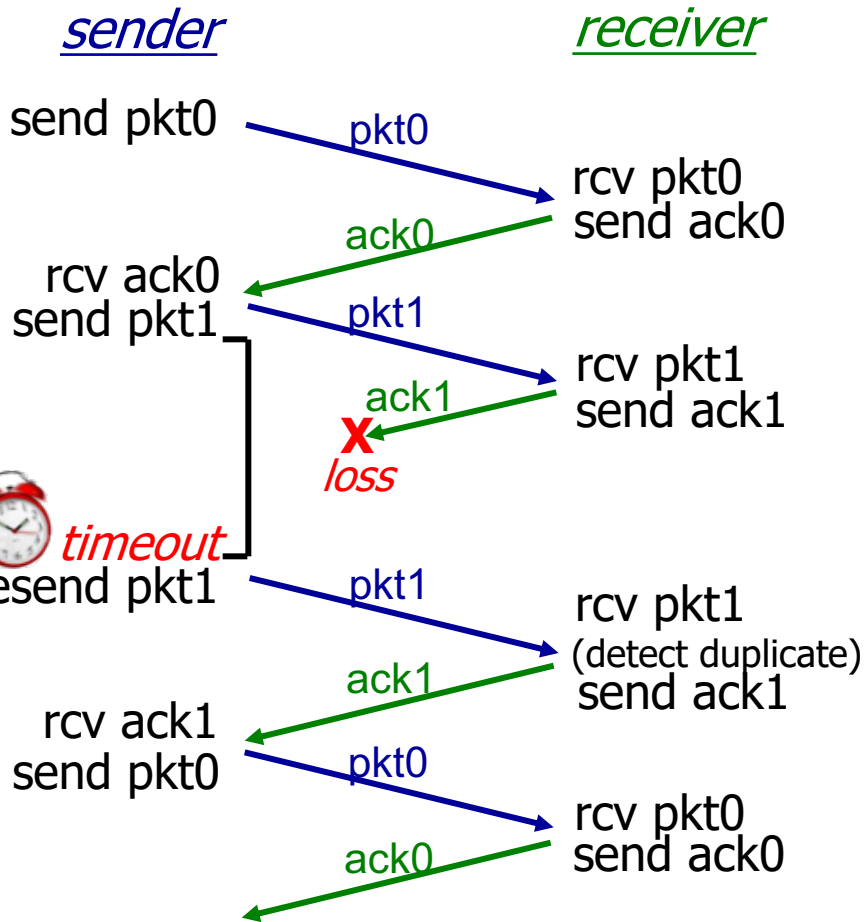 sender
receiver
send pkt0
pkt0
rcv pkt0
send ack0
ack0
rcv ack0
send pkt1
pkt1
rcv pkt1
send ack1
ack1
X
loss
timeout
esend pkt1
pkt1
rcv pkt1
(detect duplicate)
send ack1
ack1
rcv ack1
send pkt0
pkt0
rcv pkt0
send ack0
ack0